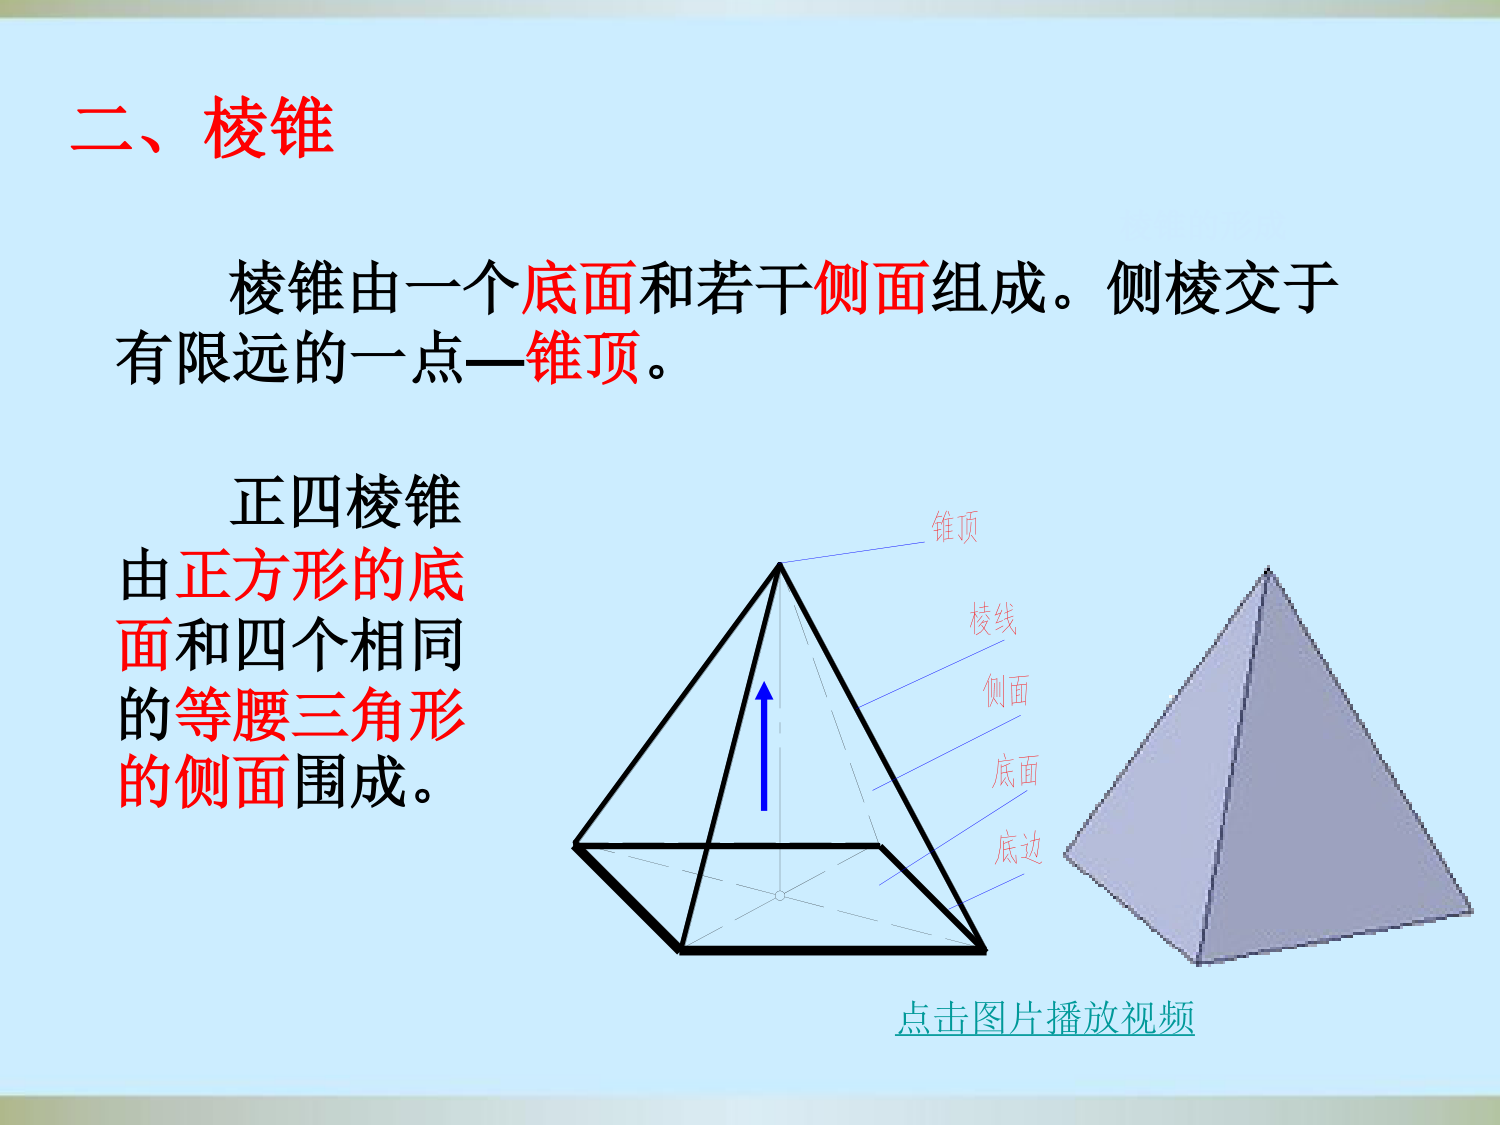 二、棱锥
棱锥由一个底面和若干侧面组成。侧棱交于
有限远的一点—锥顶。
正四棱锥
由正方形的底
面和四个相同
的等腰三角形
的侧面围成。
锥顶
棱线
侧面
底面
底边
点击图片播放视频